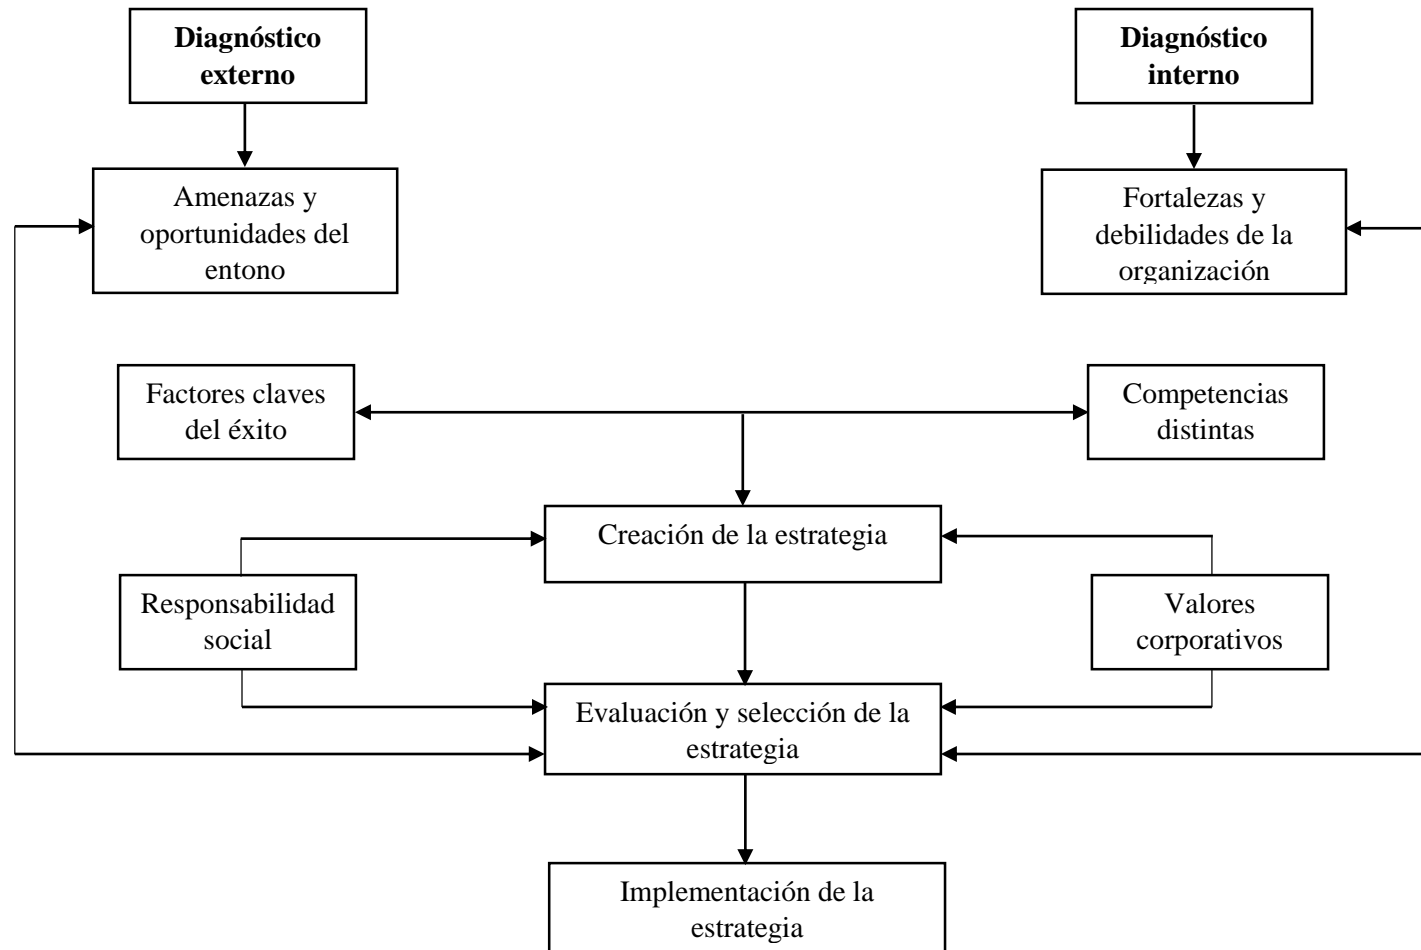 Diagnóstico
externo
Diagnóstico
interno
Amenazas y
oportunidades del
entono
Fortalezas y
debilidades de la
organización
Factores claves
del éxito
Competencias
distintas
Creación de la estrategia
Responsabilidad
social
Valores
corporativos
Evaluación y selección de la
estrategia
Implementación de la
estrategia